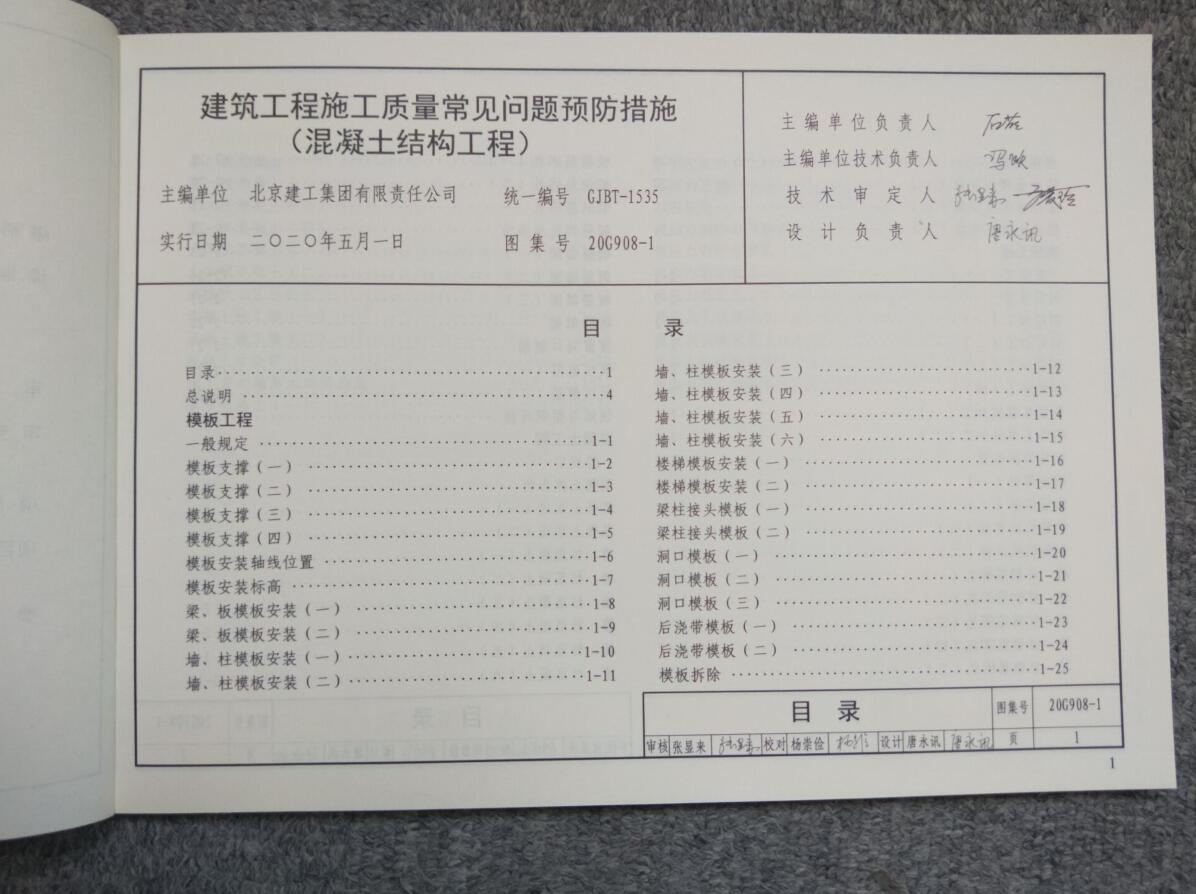 建筑工程施工质量常见问题预防措施
（混凝土结构工程）
主编单位 北京建工集团有限责任公司 统一编号 GJBT-1535
实行日期 二〇二〇年五月一日 图集号 20G908-1
主编单位负责人
主编单位技术负责人
技术审定人
设计负责人 唐永讯
目 录
目录 1
总说明 4
模板工程
一般规定 1-1
模板支撑（一） 1-2
模板支撑（二） 1-3
模板支撑（三） 1-4
模板支撑（四） 1-5
模板安装轴线位置 1-6
模板安装标高 1-7
梁、板模板安装（一） 1-8
梁、板模板安装（二） 1-9
墙、柱模板安装（一） 1-10
墙、柱模板安装（二） 1-11
墙、柱模板安装（三） 1-12
墙、柱模板安装（四） 1-13
墙、柱模板安装（五） 1-14
墙、柱模板安装（六） 1-15
楼梯模板安装（一） 1-16
楼梯模板安装（二） 1-17
梁柱接头模板（一） 1-18
梁柱接头模板（二） 1-19
洞口模板（一） 1-20
洞口模板（二） 1-21
洞口模板（三） 1-22
后浇带模板（一） 1-23
后浇带模板（二） 1-24
模板拆除 1-25
目 录 图集号 20G908-1
审核 张显来 校对 杨崇俭 设计 唐永讯 唐永讯 页 1
1